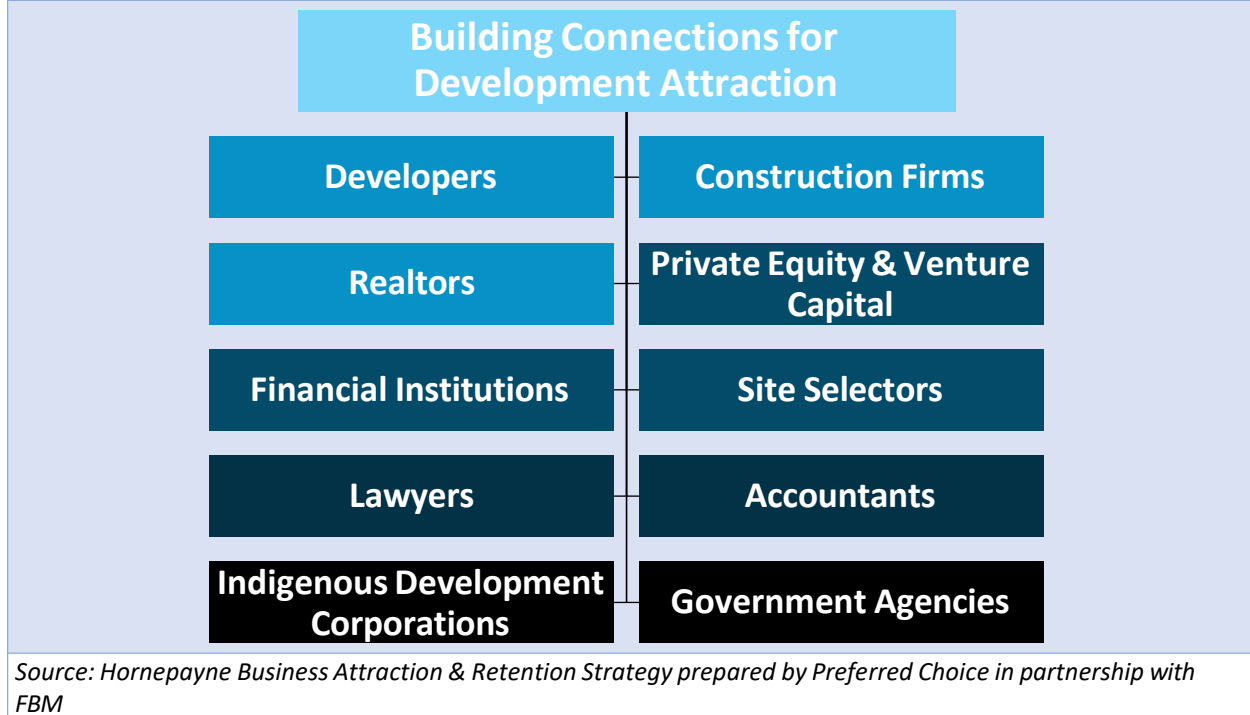 Building Connections for
Development Attraction
Developers
Construction Firms
Realtors
Private Equity & Venture
Capital
Financial Institutions
Site Selectors
Lawyers
Accountants
Indigenous Development
Corporations
Government Agencies
Source: Hornepayne Business Attraction & Retention Strategy prepared by Preferred Choice in partnership with
FBM